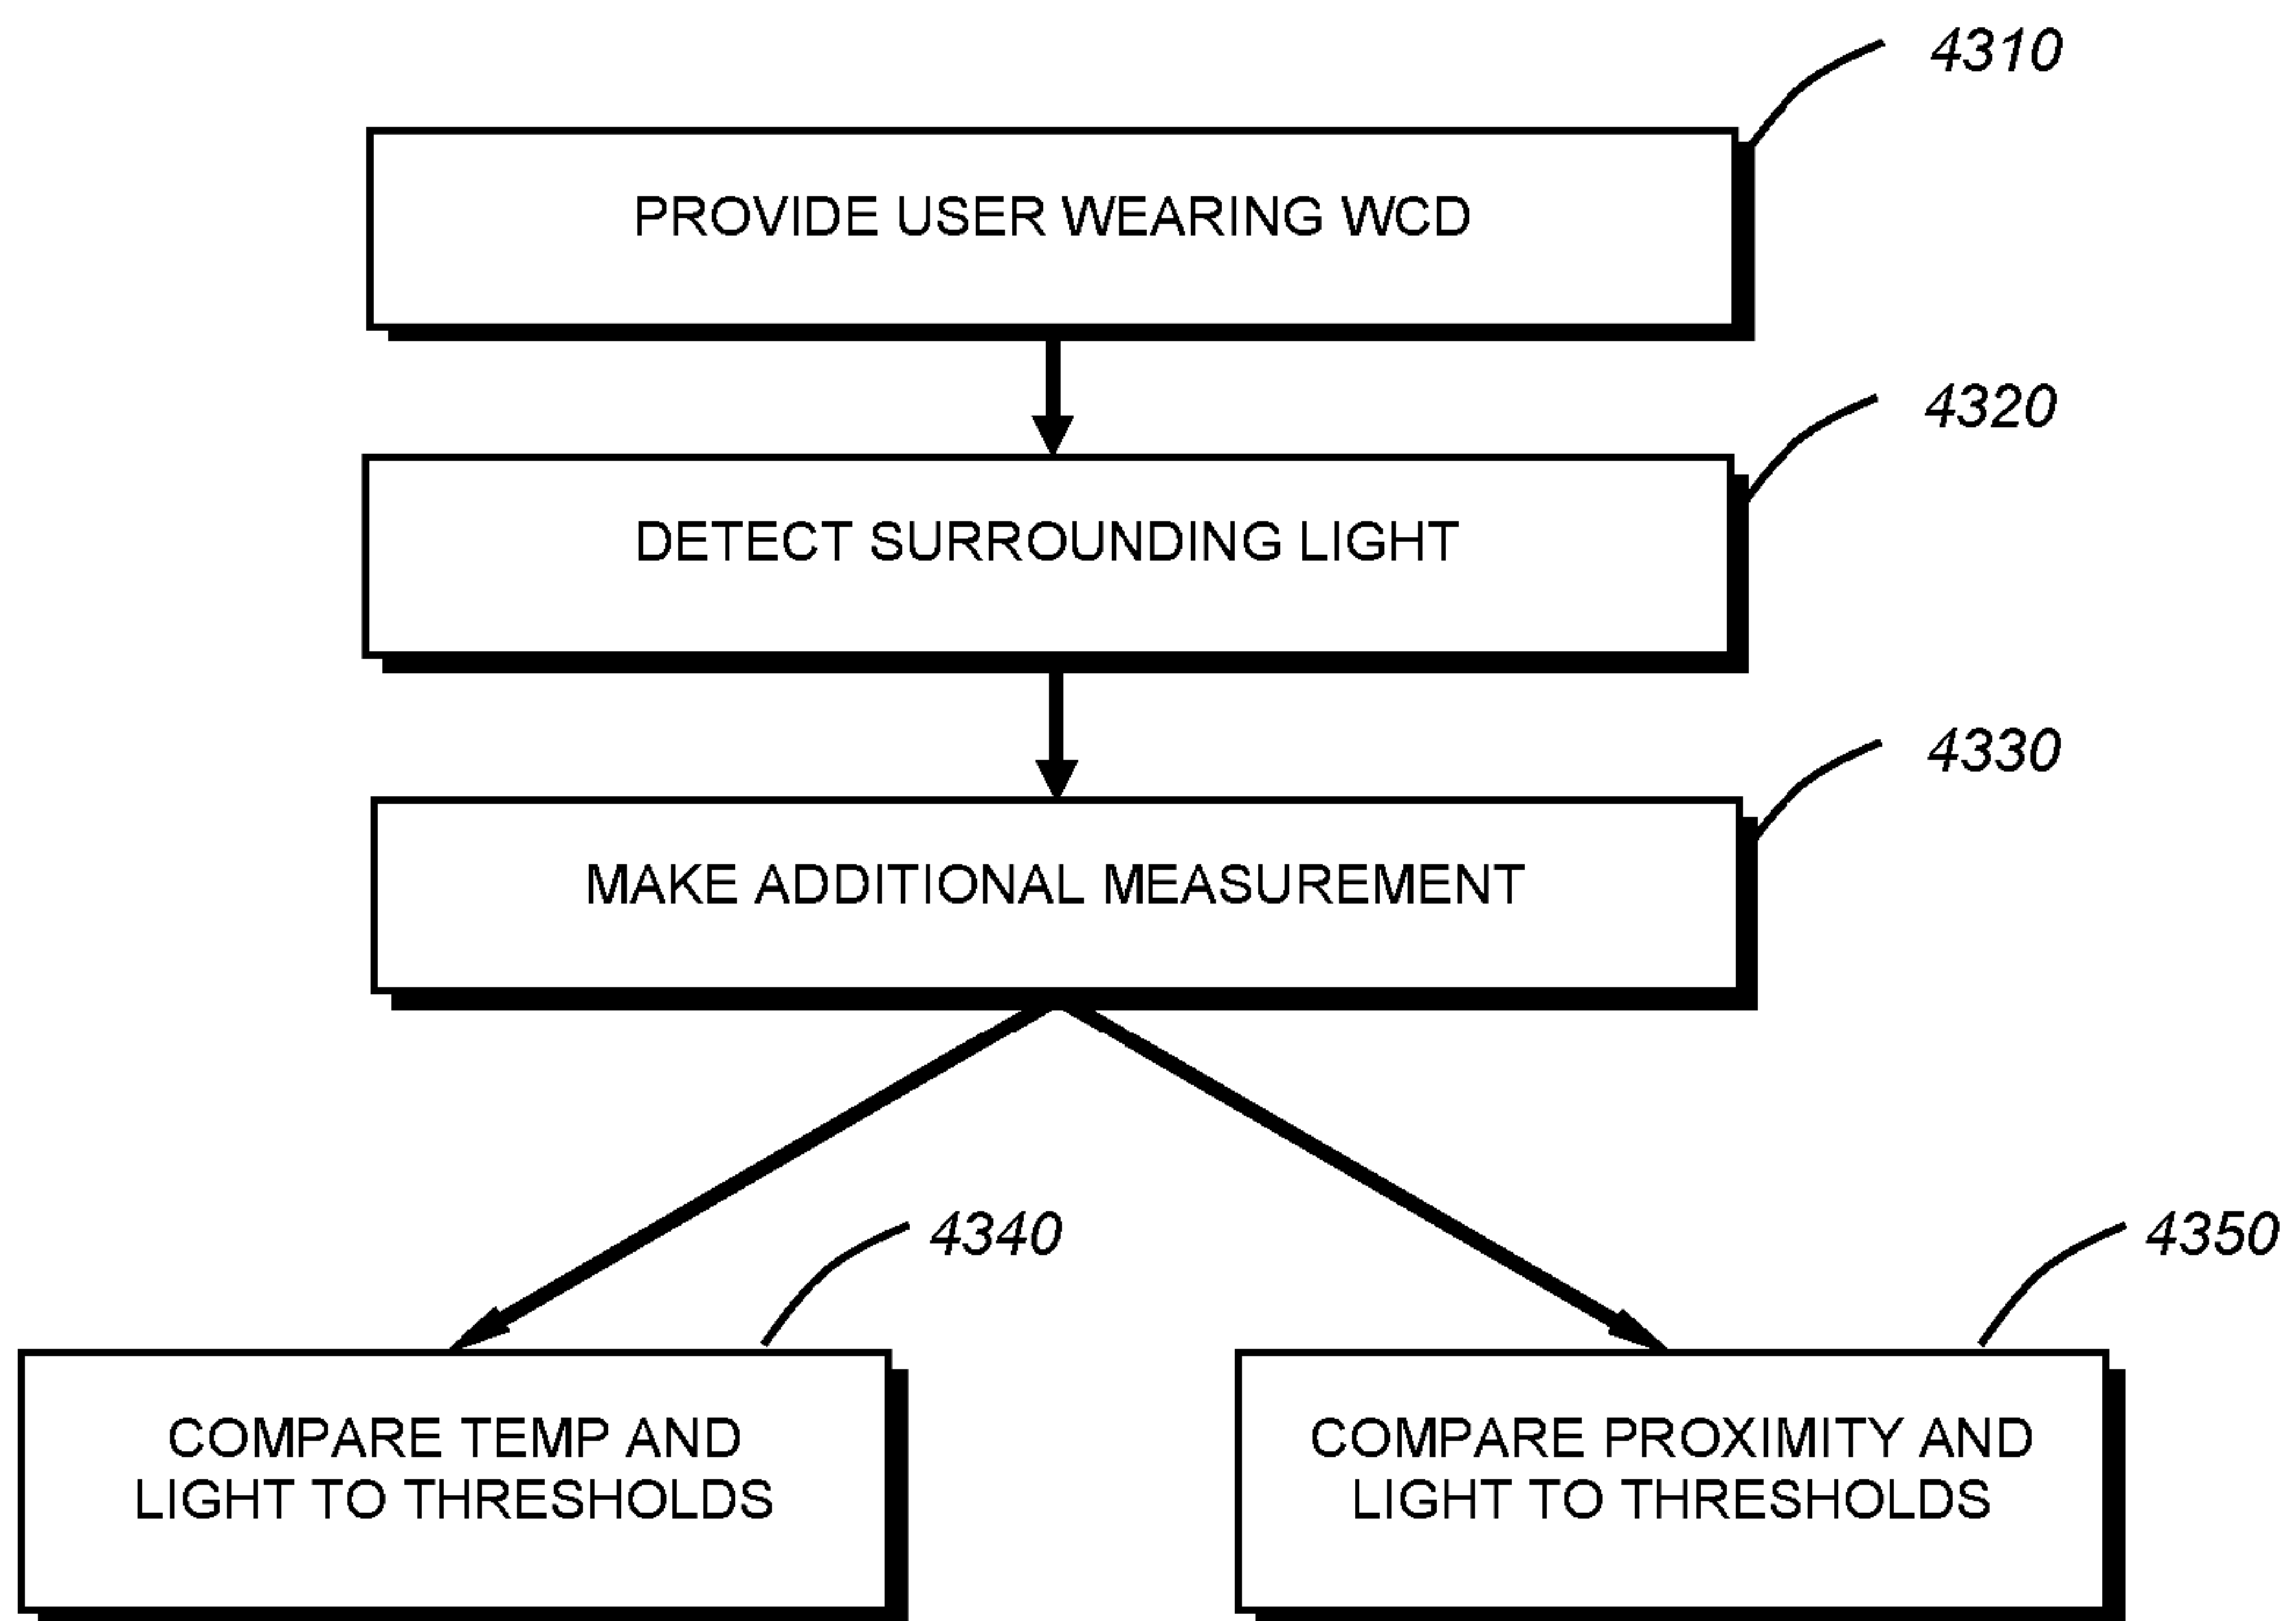 4310
PROVIDE USER WEARING WCD
4320
DETECT SURROUNDING LIGHT
4330
MAKE ADDITIONAL MEASUREMENT
4340
4350
COMPARE TEMP AND
LIGHT TO THRESHOLDS
COMPARE PROXIMITY AND
LIGHT TO THRESHOLDS